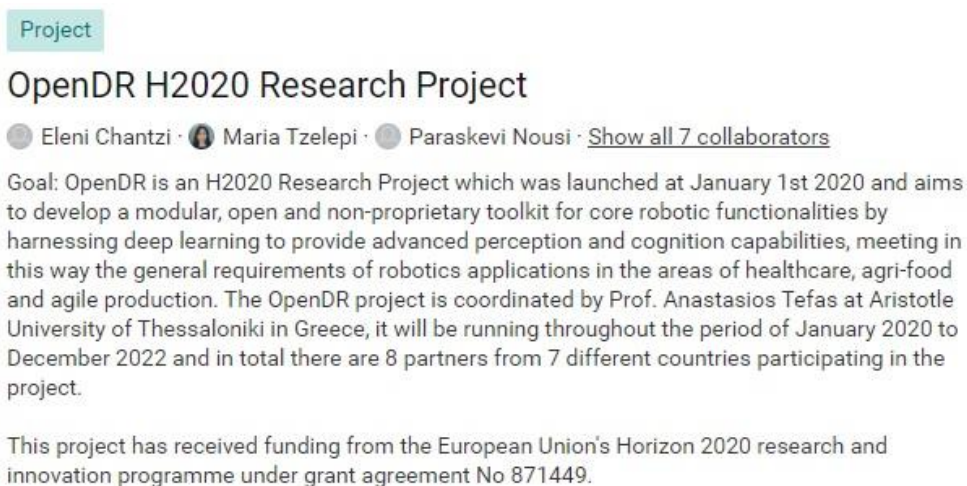 Project
OpenDR H2020 Research Project
Eleni Chantzi · Maria Tzelepi · Paraskevi Nousi · Show all 7 collaborators
Goal: OpenDR is an H2020 Research Project which was launched at January 1st 2020 and aims
to develop a modular, open and non-proprietary toolkit for core robotic functionalities by
harnessing deep learning to provide advanced perception and cognition capabilities, meeting in
this way the general requirements of robotics applications in the areas of healthcare, agri-food
and agile production. The OpenDR project is coordinated by Prof. Anastasios Tefas at Aristotle
University of Thessaloniki in Greece, it will be running throughout the period of January 2020 to
December 2022 and in total there are 8 partners from 7 different countries participating in the
project.
This project has received funding from the European Union's Horizon 2020 research and
innovation programme under grant agreement No 871449.